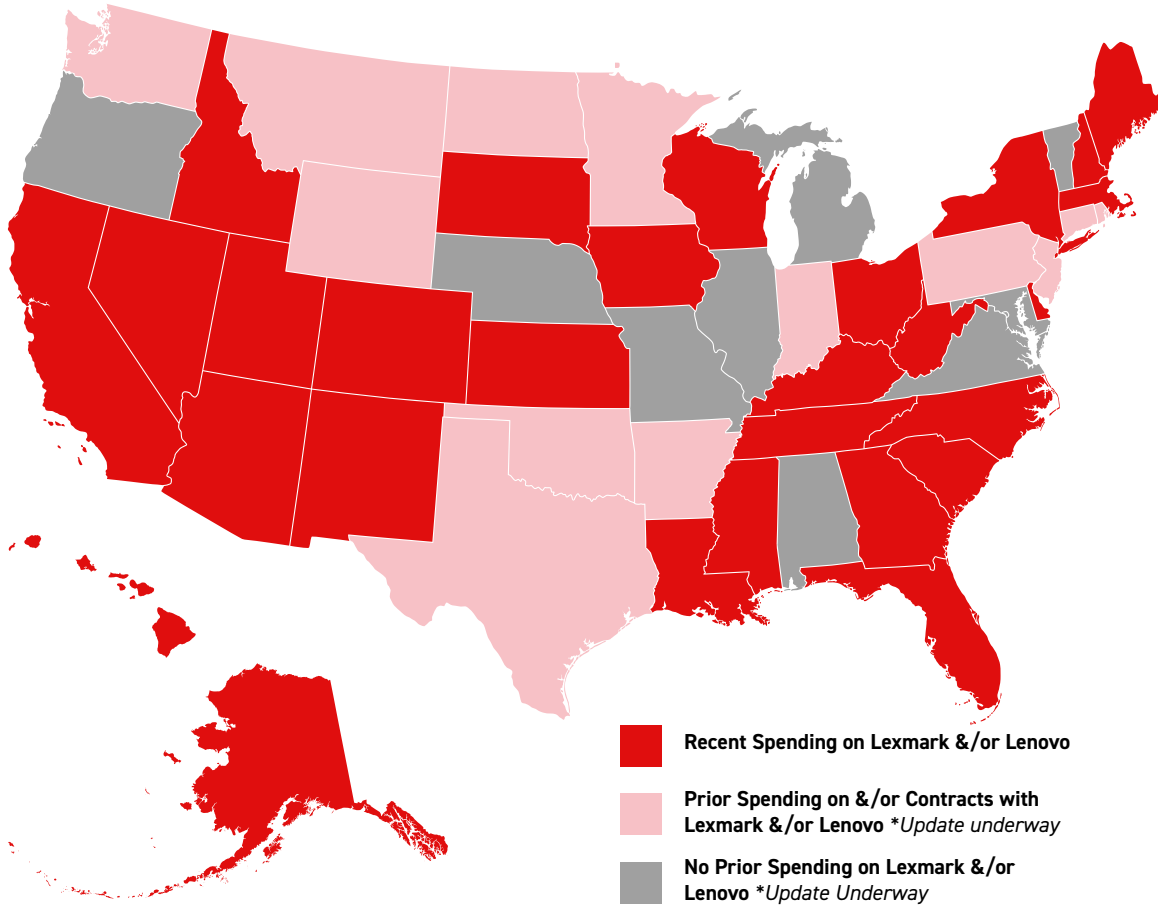 Recent Spending on Lexmark &/or Lenovo
Prior Spending on &/or Contracts with
Lexmark &/or Lenovo *Update underway
No Prior Spending on Lexmark &/or
Lenovo *Update Underway